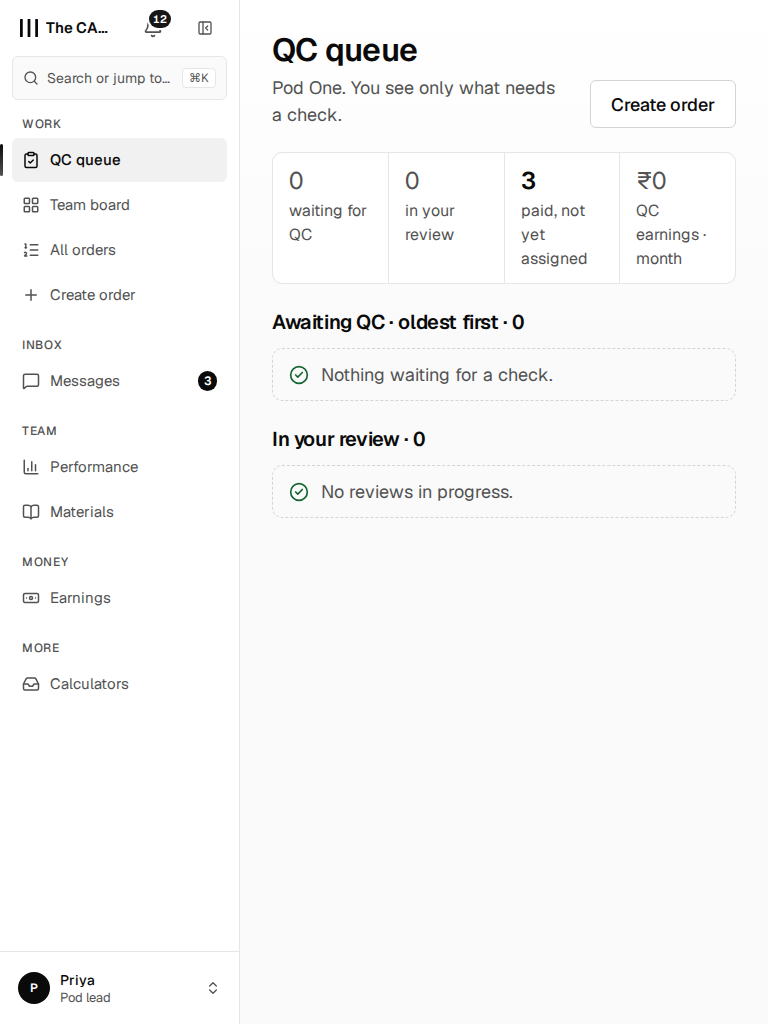 The CA...
12
Search or jump to...
⌘K
WORK
QC queue
Team board
All orders
Create order
INBOX
Messages
3
TEAM
Performance
Materials
MONEY
Earnings
MORE
Calculators
P
Priya
Pod lead
QC queue
Pod One. You see only what needs
a check.
Create order
0
waiting for
QC
0
in your
review
3
paid, not
yet
assigned
₹0
QC
earnings ·
month
Awaiting QC · oldest first · 0
Nothing waiting for a check.
In your review · 0
No reviews in progress.